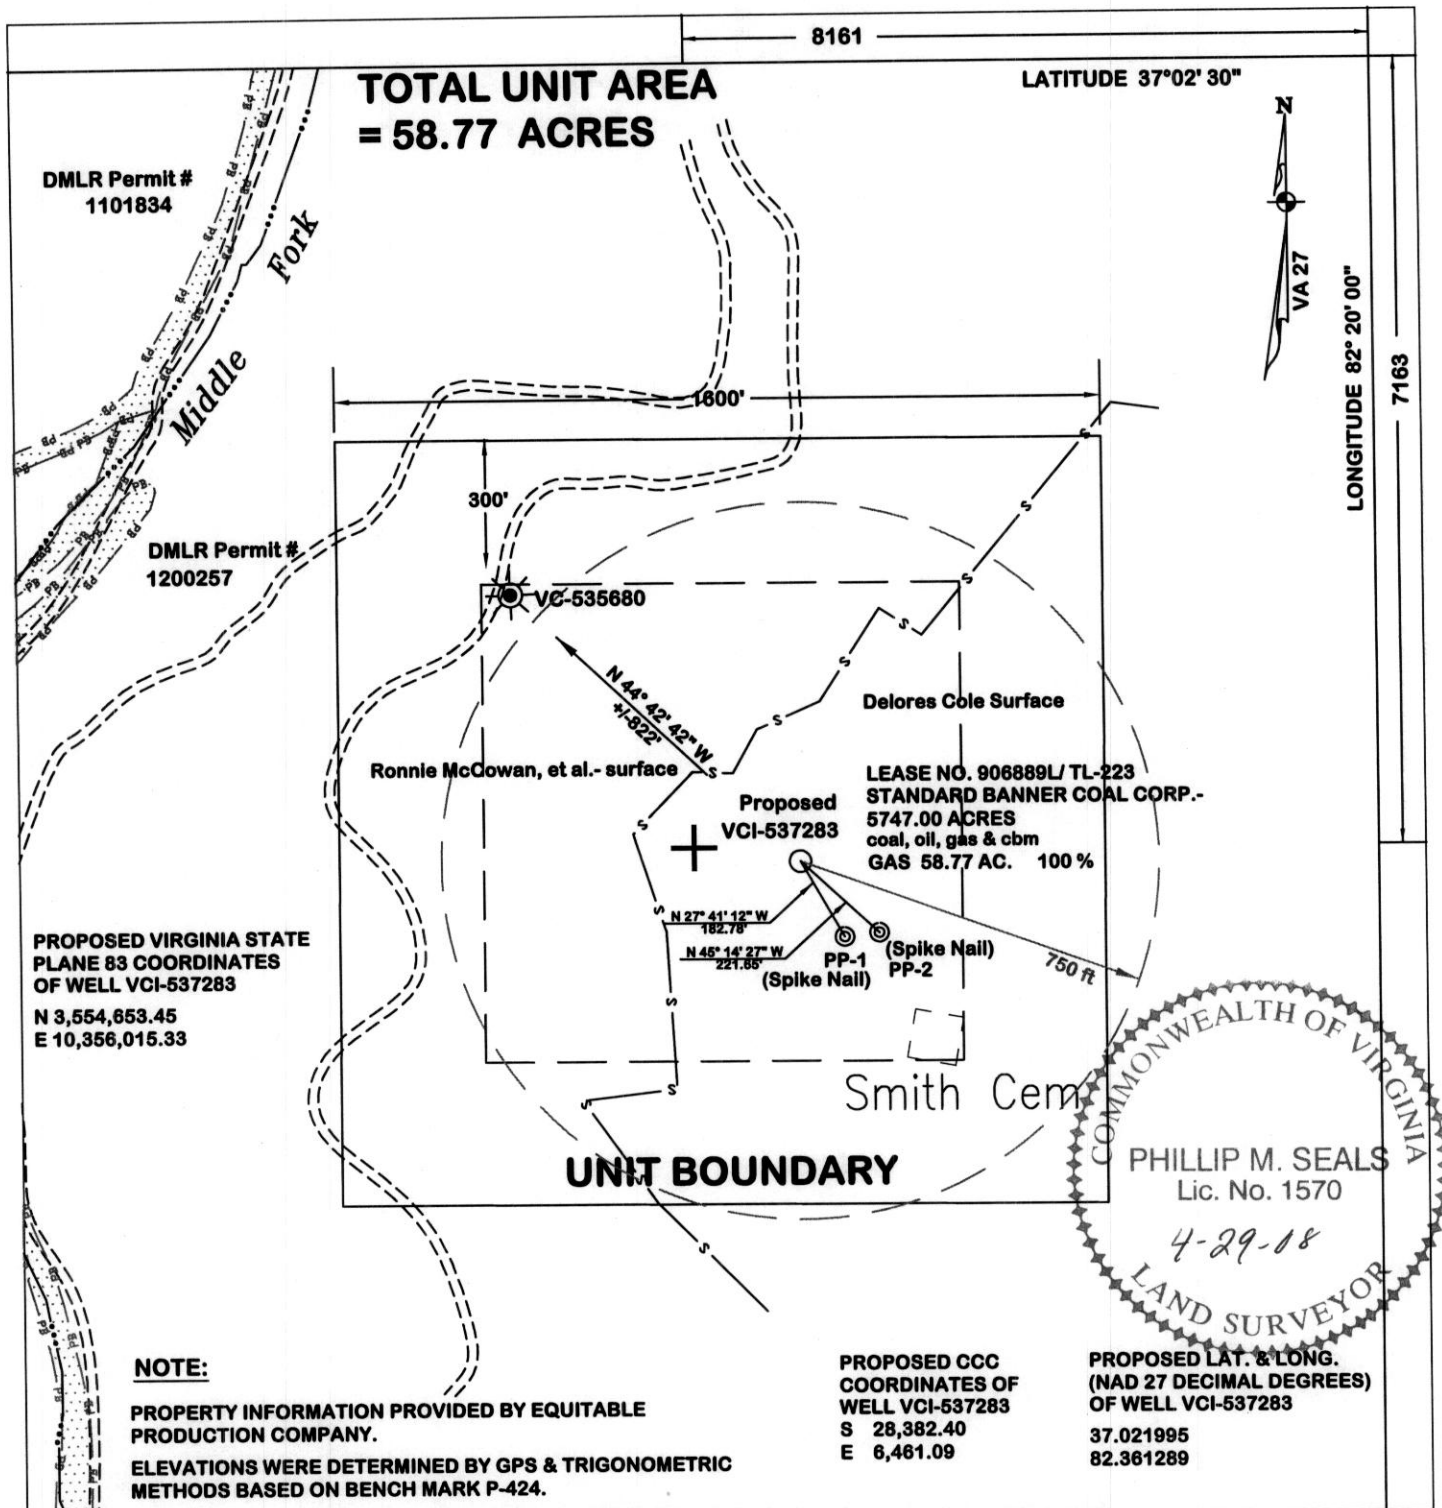 8161
TOTAL UNIT AREA
= 58.77 ACRES
LATITUDE 37°02' 30"
N
VA 27
LONGITUDE 82° 20' 00"
7163
DMLR Permit #
1101834
Middle Fork
1600'
300'
DMLR Permit #
1200257
VC-535680
N 44° 42' 42" W
+/-822'
Delores Cole Surface
Ronnie McCowan, et al.- surface
LEASE NO. 906889L/ TL-223
STANDARD BANNER COAL CORP.-
5747.00 ACRES
coal, oil, gas & cbm
GAS 58.77 AC. 100 %
Proposed
VCI-537283
N 27° 41' 12" W
182.78'
N 45° 14' 27" W
221.65'
PP-1
(Spike Nail)
(Spike Nail)
PP-2
750 ft
PROPOSED VIRGINIA STATE
PLANE 83 COORDINATES
OF WELL VCI-537283
N 3,554,653.45
E 10,356,015.33
Smith Cem
UNIT BOUNDARY
COMMONWEALTH OF VIRGINIA
PHILLIP M. SEALS
Lic. No. 1570
4-29-08
LAND SURVEYOR
NOTE:
PROPERTY INFORMATION PROVIDED BY EQUITABLE
PRODUCTION COMPANY.
ELEVATIONS WERE DETERMINED BY GPS & TRIGONOMETRIC
METHODS BASED ON BENCH MARK P-424.
PROPOSED CCC
COORDINATES OF
WELL VCI-537283
S 28,382.40
E 6,461.09
PROPOSED LAT. & LONG.
(NAD 27 DECIMAL DEGREES)
OF WELL VCI-537283
37.021995
82.361289